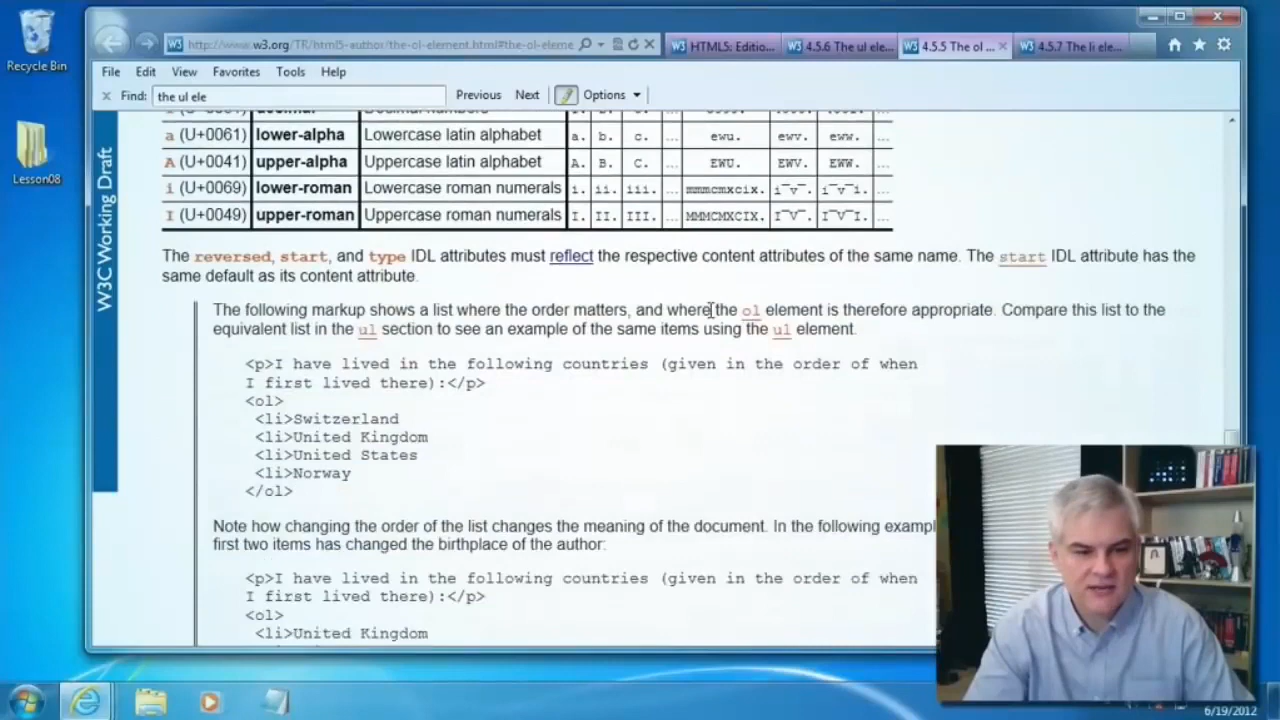 Recycle Bin
Lesson08
http://www.w3.org/TR/html5-author/the-ol-element.html#the-ol-eleme
HTML5: Editio...
4.5.6 The ul ele...
4.5.5 The ol ...
4.5.7 The li ele...
File Edit View Favorites Tools Help
Find: the ul ele Previous Next Options
W3C Working Draft
a (U+0061) lower-alpha Lowercase latin alphabet a. b. c. ... ewu. ewv. eww. ...
A (U+0041) upper-alpha Uppercase latin alphabet A. B. C. ... EWU. EWV. EWW. ...
i (U+0069) lower-roman Lowercase roman numerals i. ii. iii. ... mmmcmxcix. i̅v̅. i̅v̅i. ...
I (U+0049) upper-roman Uppercase roman numerals I. II. III. ... MMMCMXCIX. I̅V̅. I̅V̅I. ...
The reversed, start, and type IDL attributes must reflect the respective content attributes of the same name. The start IDL attribute has the
same default as its content attribute.
The following markup shows a list where the order matters, and where the ol element is therefore appropriate. Compare this list to the
equivalent list in the ul section to see an example of the same items using the ul element.
<p>I have lived in the following countries (given in the order of when
I first lived there):</p>
<ol>
<li>Switzerland
<li>United Kingdom
<li>United States
<li>Norway
</ol>
Note how changing the order of the list changes the meaning of the document. In the following exampl
first two items has changed the birthplace of the author:
<p>I have lived in the following countries (given in the order of when
I first lived there):</p>
<ol>
<li>United Kingdom
6/19/2012